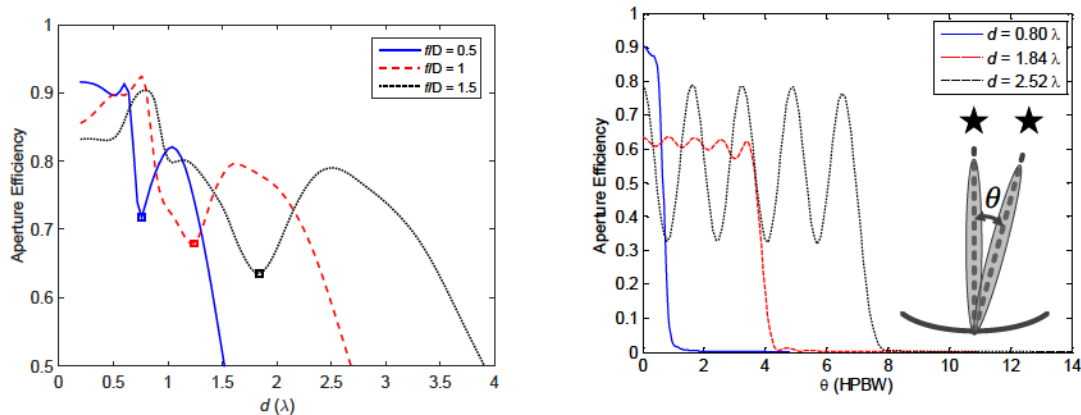 Aperture Efficiency
1
0.9
0.8
0.7
0.6
0.5
0 0.5 1 1.5 2 2.5 3 3.5 4
d (λ)
f/D = 0.5
f/D = 1
f/D = 1.5
Aperture Efficiency
1
0.9
0.8
0.7
0.6
0.5
0.4
0.3
0.2
0.1
0
0 2 4 6 8 10 12 14
θ (HPBW)
d = 0.80 λ
d = 1.84 λ
d = 2.52 λ
θ